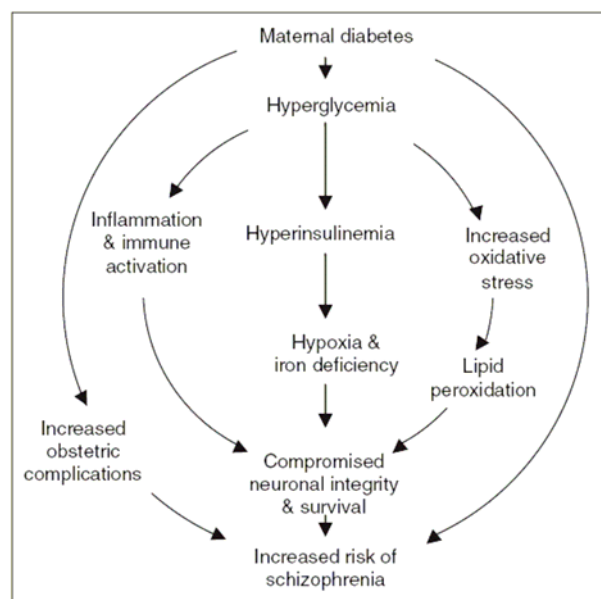 Maternal diabetes
Hyperglycemia
Inflammation
& immune
activation
Hyperinsulinemia
Increased
oxidative
stress
Hypoxia &
iron deficiency
Lipid
peroxidation
Increased
obstetric
complications
Compromised
neuronal integrity
& survival
Increased risk of
schizophrenia